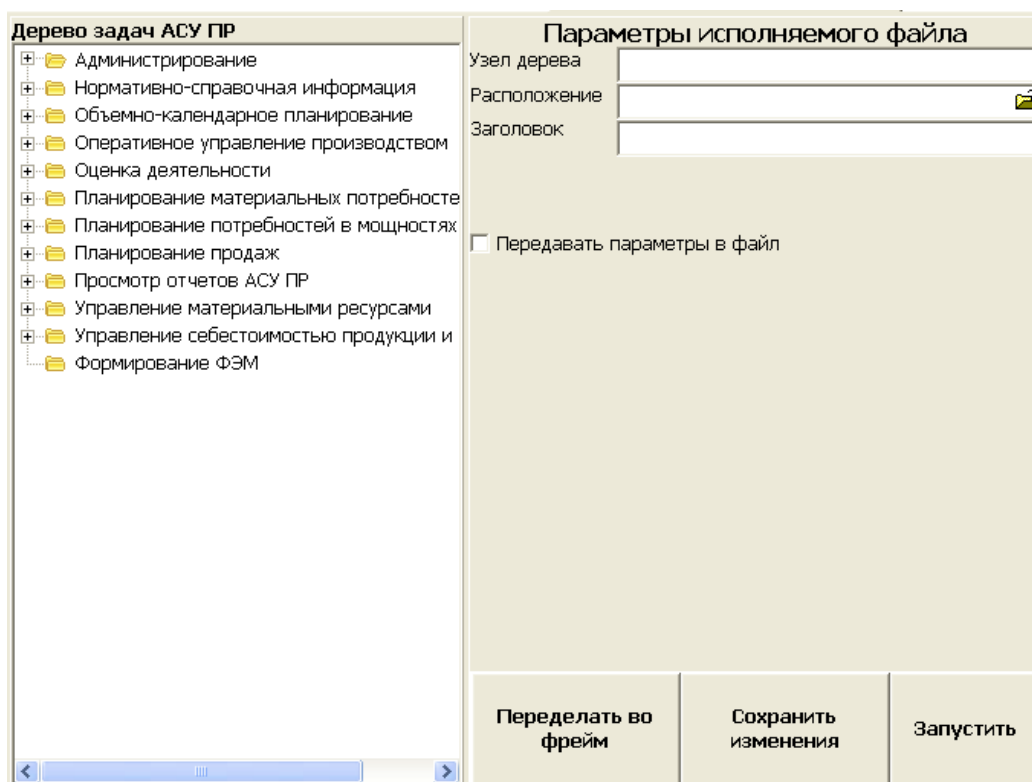 Дерево задач АСУ ПР
Администрирование
Нормативно-справочная информация
Объемно-календарное планирование
Оперативное управление производством
Оценка деятельности
Планирование материальных потребносте
Планирование потребностей в мощностях
Планирование продаж
Просмотр отчетов АСУ ПР
Управление материальными ресурсами
Управление себестоимостью продукции и
Формирование ФЭМ
Параметры исполняемого файла
Узел дерева
Расположение
Заголовок
Передавать параметры в файл
Переделать во
фрейм
Сохранить
изменения
Запустить